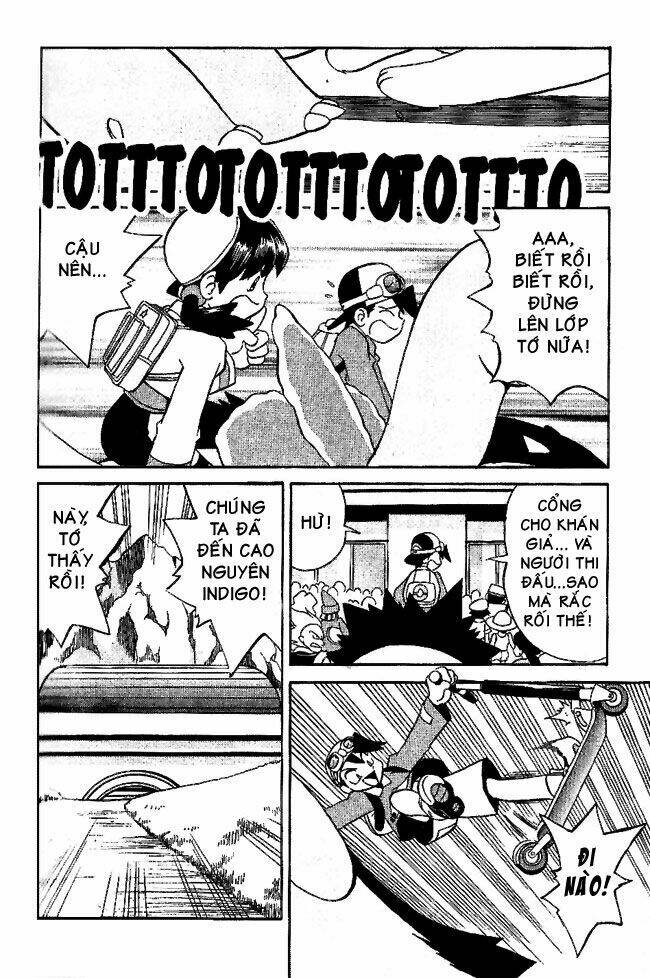 TOTTTOTOTTTOTOTTTO
CẬU
NÊN...
AAA,
BIẾT RỒI
BIẾT RỒI,
ĐỪNG
LÊN LỚP
TỚ NỮA!
NÀY,
TỚ
THẤY
RỒI!
CHÚNG
TA ĐÃ
ĐẾN CAO
NGUYÊN
INDIGO!
HỪ!
CỔNG
CHO KHÁN
GIẢ... VÀ
NGƯỜI THI
ĐẤU...SAO
MÀ RẮC
RỐI THẾ!
ĐI
NÀO!